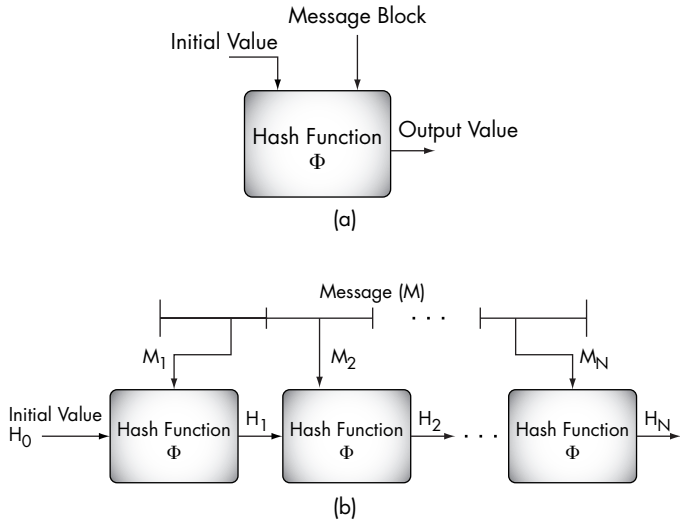 Message Block
Initial Value
Hash Function
Φ
Output Value
(a)
Message (M)
. . .
M1
M2
MN
Initial Value
H0
Hash Function
Φ
H1
Hash Function
Φ
H2
. . .
Hash Function
Φ
HN
(b)